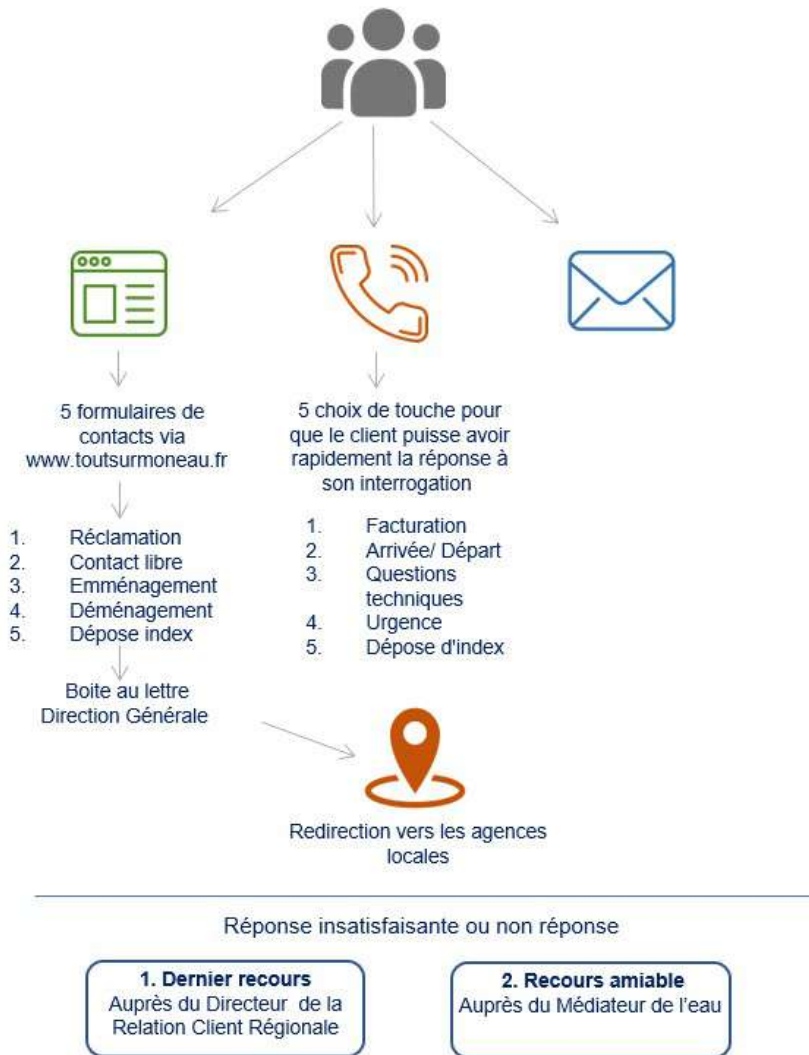 5 formulaires de
contacts via
www.toutsurmoneau.fr
1. Réclamation
2. Contact libre
3. Emménagement
4. Déménagement
5. Dépose index
Boite au lettre
Direction Générale
5 choix de touche pour
que le client puisse avoir
rapidement la réponse à
son interrogation
1. Facturation
2. Arrivée/ Départ
3. Questions
techniques
4. Urgence
5. Dépose d'index
Redirection vers les agences
locales
Réponse insatisfaisante ou non réponse
1. Dernier recours
Auprès du Directeur de la
Relation Client Régionale
2. Recours amiable
Auprès du Médiateur de l’eau